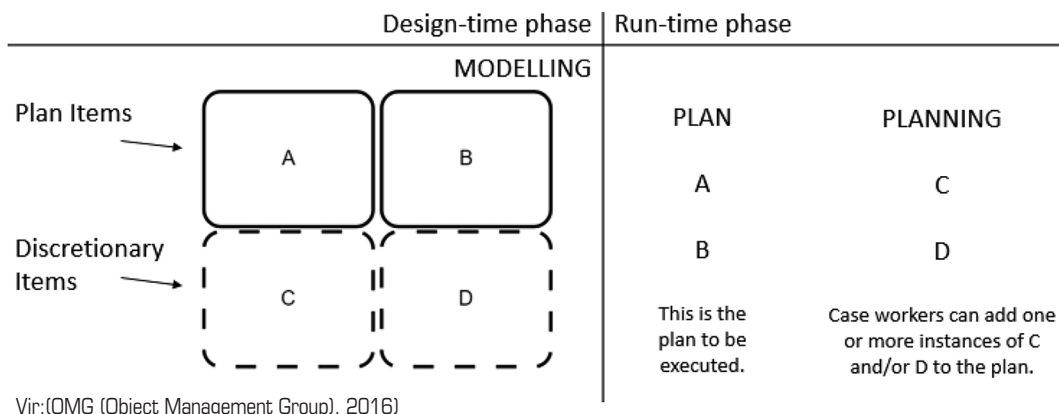 Design-time phase
Run-time phase
MODELLING
Plan Items
A
B
Discretionary
Items
C
D
PLAN
A
B
This is the
plan to be
executed.
PLANNING
C
D
Case workers can add one
or more instances of C
and/or D to the plan.
Vir:(OMG (Object Management Group), 2016)